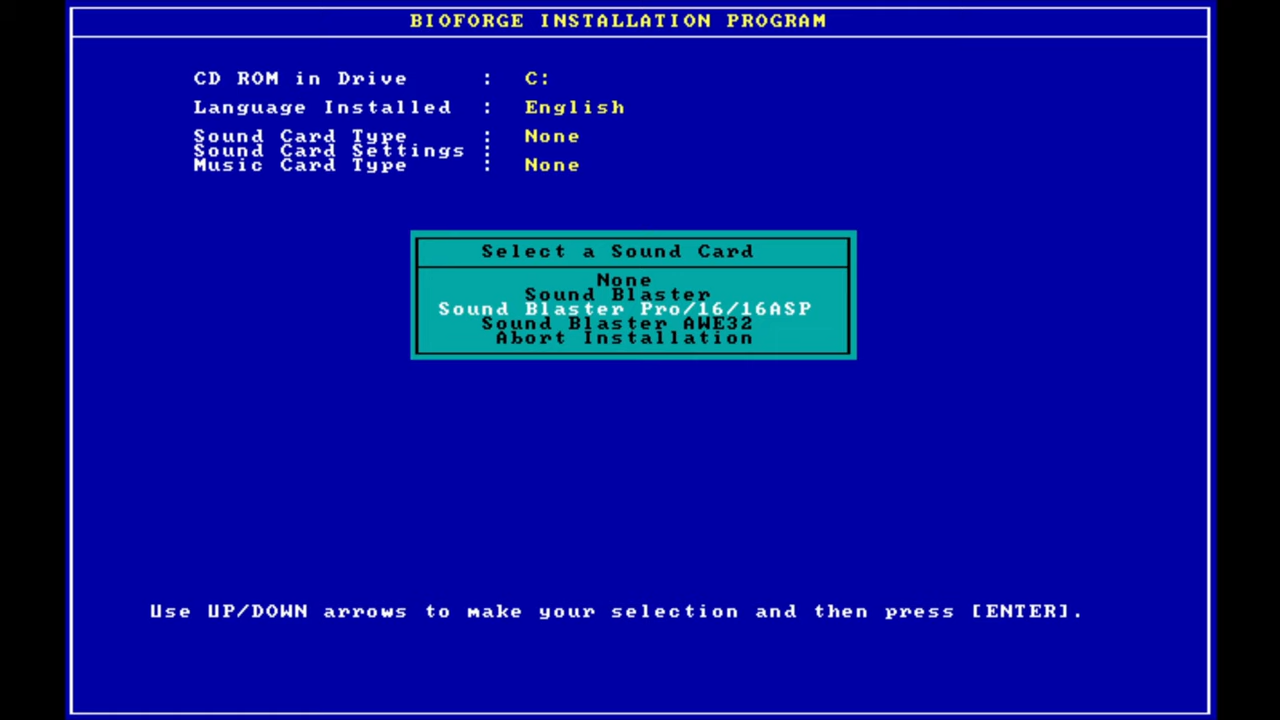 BIOFORGE INSTALLATION PROGRAM
CD ROM in Drive : C:
Language Installed : English
Sound Card Type : None
Sound Card Settings :
Music Card Type : None
Select a Sound Card
None
Sound Blaster
Sound Blaster Pro/16/16ASP
Sound Blaster AWE32
Abort Installation
Use UP/DOWN arrows to make your selection and then press [ENTER].